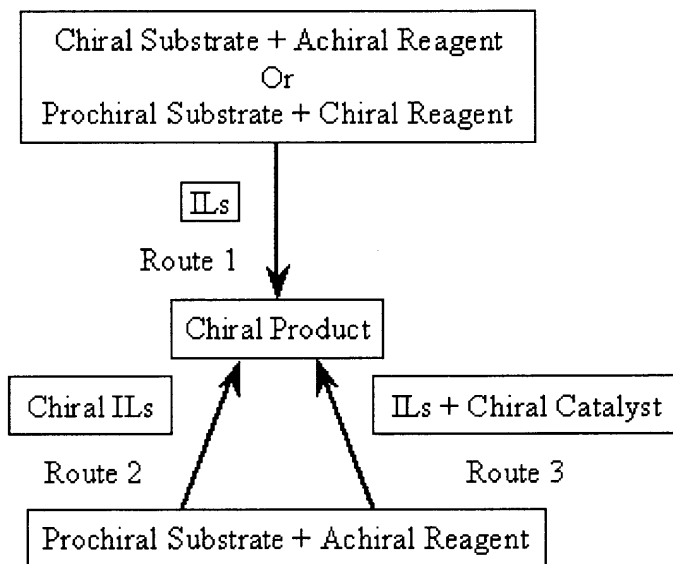 Chiral Substrate + Achiral Reagent
Or
Prochiral Substrate + Chiral Reagent
ILs
Route 1
Chiral Product
Chiral ILs
ILs + Chiral Catalyst
Route 2
Route 3
Prochiral Substrate + Achiral Reagent